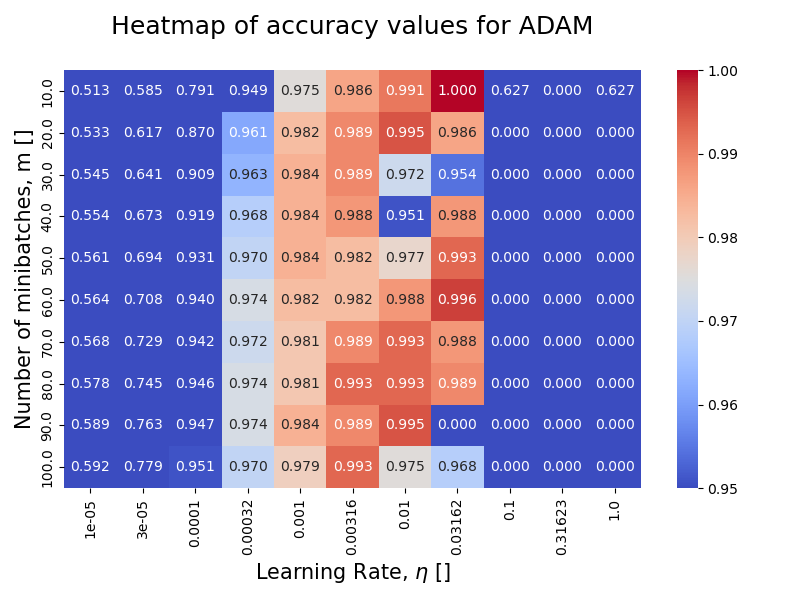 Heatmap of accuracy values for ADAM
Number of minibatches, m []
10.0 0.513 0.585 0.791 0.949 0.975 0.986 0.991 1.000 0.627 0.000 0.627
20.0 0.533 0.617 0.870 0.961 0.982 0.989 0.995 0.986 0.000 0.000 0.000
30.0 0.545 0.641 0.909 0.963 0.984 0.989 0.972 0.954 0.000 0.000 0.000
40.0 0.554 0.673 0.919 0.968 0.984 0.988 0.951 0.988 0.000 0.000 0.000
50.0 0.561 0.694 0.931 0.970 0.984 0.982 0.977 0.993 0.000 0.000 0.000
60.0 0.564 0.708 0.940 0.974 0.982 0.982 0.988 0.996 0.000 0.000 0.000
70.0 0.568 0.729 0.942 0.972 0.981 0.989 0.993 0.988 0.000 0.000 0.000
80.0 0.578 0.745 0.946 0.974 0.981 0.993 0.993 0.989 0.000 0.000 0.000
90.0 0.589 0.763 0.947 0.974 0.984 0.989 0.995 0.000 0.000 0.000 0.000
100.0 0.592 0.779 0.951 0.970 0.979 0.993 0.975 0.968 0.000 0.000 0.000
1e-05 3e-05 0.0001 0.00032 0.001 0.00316 0.01 0.03162 0.1 0.31623 1.0
Learning Rate, η []
1.00
0.99
0.98
0.97
0.96
0.95